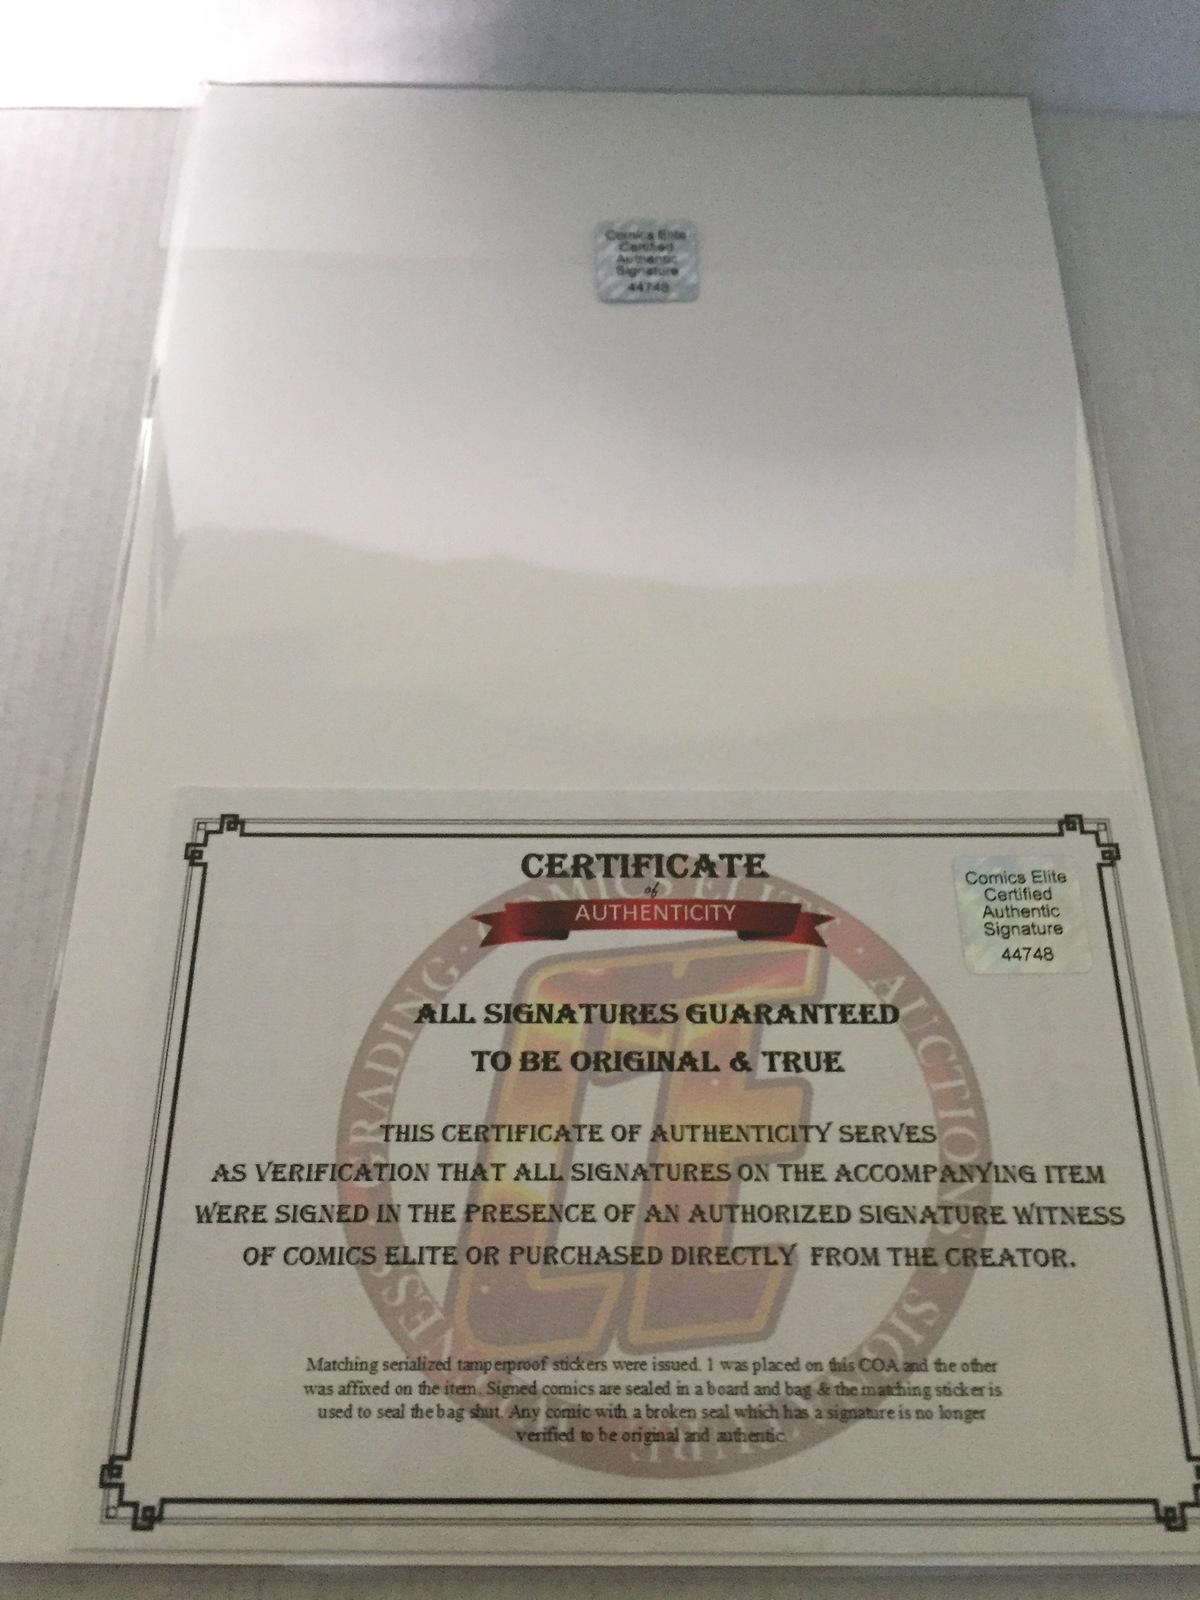 Comics Elite
Certified
Authentic
Signature
44748
CERTIFICATE
of
AUTHENTICITY
Comics Elite
Certified
Authentic
Signature
44748
ALL SIGNATURES GUARANTEED
TO BE ORIGINAL & TRUE
THIS CERTIFICATE OF AUTHENTICITY SERVES
AS VERIFICATION THAT ALL SIGNATURES ON THE ACCOMPANYING ITEM
WERE SIGNED IN THE PRESENCE OF AN AUTHORIZED SIGNATURE WITNESS
OF COMICS ELITE OR PURCHASED DIRECTLY FROM THE CREATOR.
Matching serialized tamperproof stickers were issued. 1 was placed on this COA and the other
was affixed on the item. Signed comics are sealed in a board and bag & the matching sticker is
used to seal the bag shut. Any comic with a broken seal which has a signature is no longer
verified to be original and authentic.
CE
COMICS ELITE
AUCTIONS
GRADING